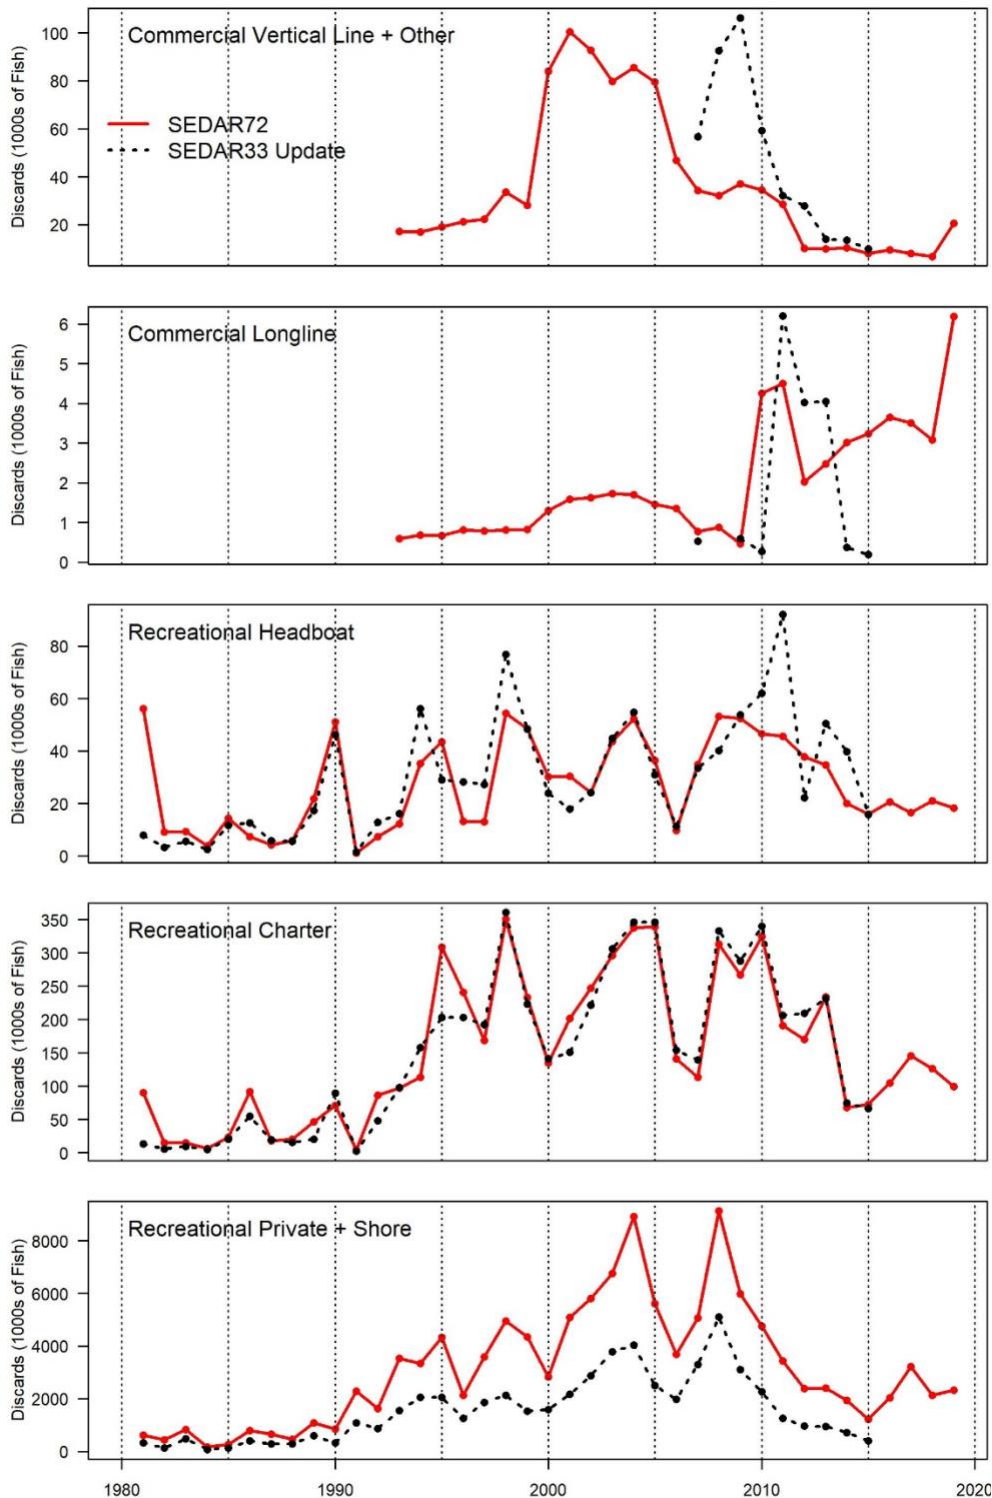 Commercial Vertical Line + Other
SEDAR72
SEDAR33 Update
Discards (1000s of Fish)
100
80
60
40
20
Commercial Longline
Discards (1000s of Fish)
6
5
4
3
2
1
0
Recreational Headboat
Discards (1000s of Fish)
80
60
40
20
0
Recreational Charter
Discards (1000s of Fish)
350
300
250
200
150
100
50
0
Recreational Private + Shore
Discards (1000s of Fish)
8000
6000
4000
2000
0
1980 1990 2000 2010 2020